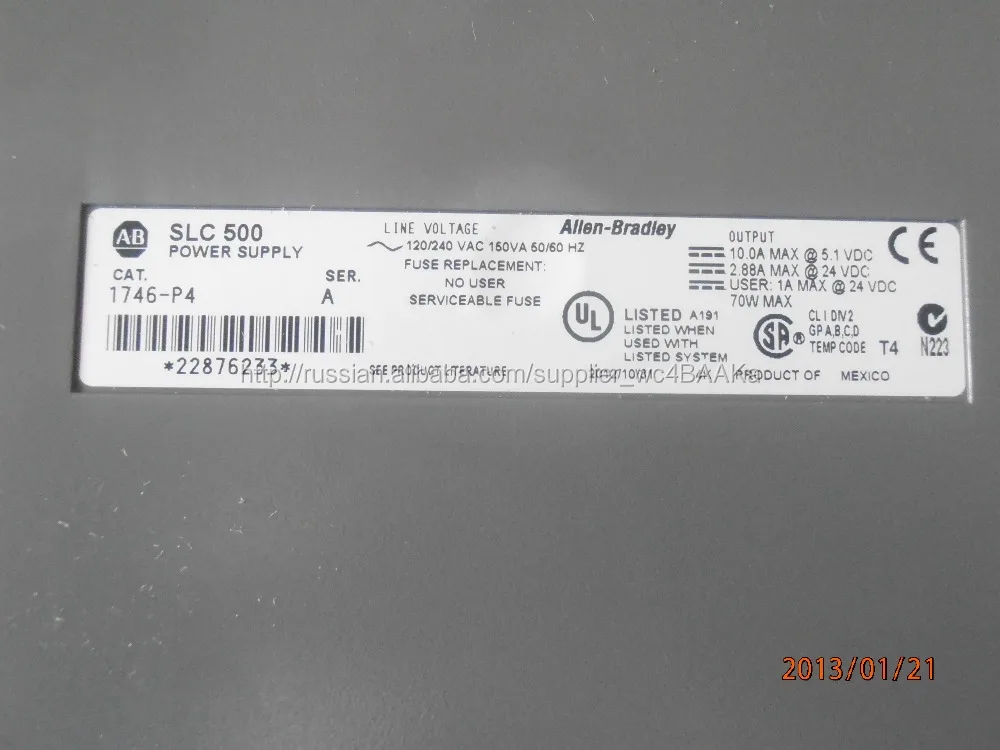 AB
SLC 500
POWER SUPPLY
CAT.
SER.
1746-P4
A
*22876233*
LINE VOLTAGE
120/240 VAC 160VA 50/60 HZ
FUSE REPLACEMENT:
NO USER
SERVICEABLE FUSE
SEE PRODUCT LITERATURE
Allen-Bradley
UL
LISTED A191
LISTED WHEN
USED WITH
LISTED SYSTEM
OUTPUT
10.0A MAX @ 5.1 VDC
2.88A MAX @ 24 VDC
USER: 1A MAX @ 24 VDC
70W MAX
CE
SA ®
CL I DIV2
GP A,B,C,D
TEMP CODE T4
N223
PRODUCT OF MEXICO
http://russian.alibaba.com/supplier_wc4BAAka
2013/01/21